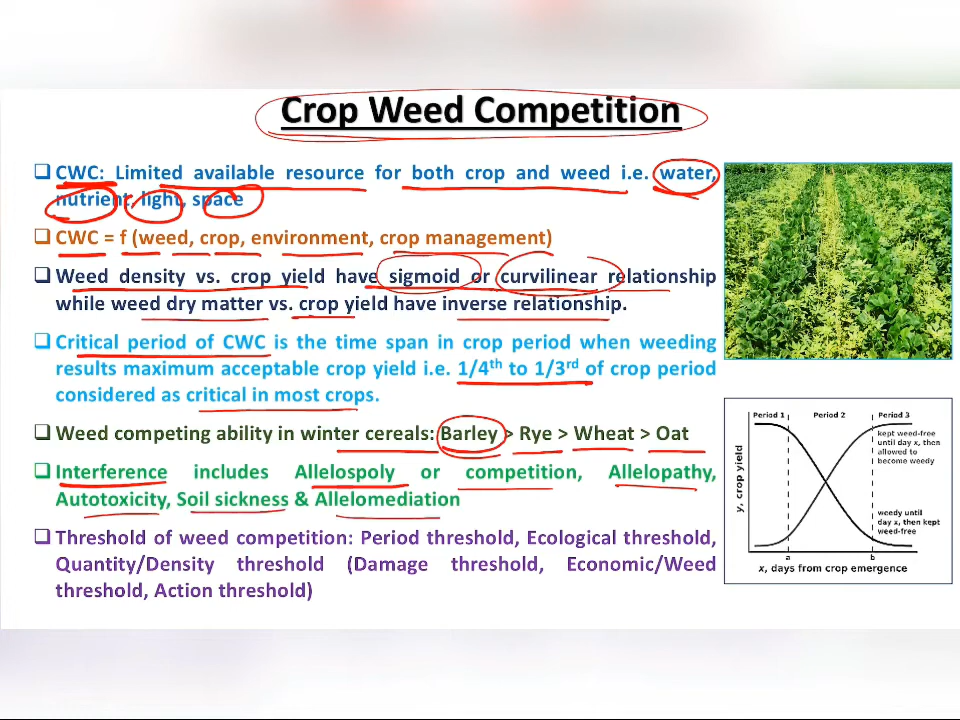 Crop Weed Competition
CWC: Limited available resource for both crop and weed i.e. water,
nutrient, light, space
CWC = f (weed, crop, environment, crop management)
Weed density vs. crop yield have sigmoid or curvilinear relationship
while weed dry matter vs. crop yield have inverse relationship.
Critical period of CWC is the time span in crop period when weeding
results maximum acceptable crop yield i.e. 1/4th to 1/3rd of crop period
considered as critical in most crops.
Weed competing ability in winter cereals: Barley > Rye > Wheat > Oat
Interference includes Allelospoly or competition, Allelopathy,
Autotoxicity, Soil sickness & Allelomediation
Threshold of weed competition: Period threshold, Ecological threshold,
Quantity/Density threshold (Damage threshold, Economic/Weed
threshold, Action threshold)
Period 1 Period 2 Period 3
kept weed-free
until day x, then
allowed to
become weedy
y, crop yield
weedy until
day x, then kept
weed-free
a b
x, days from crop emergence